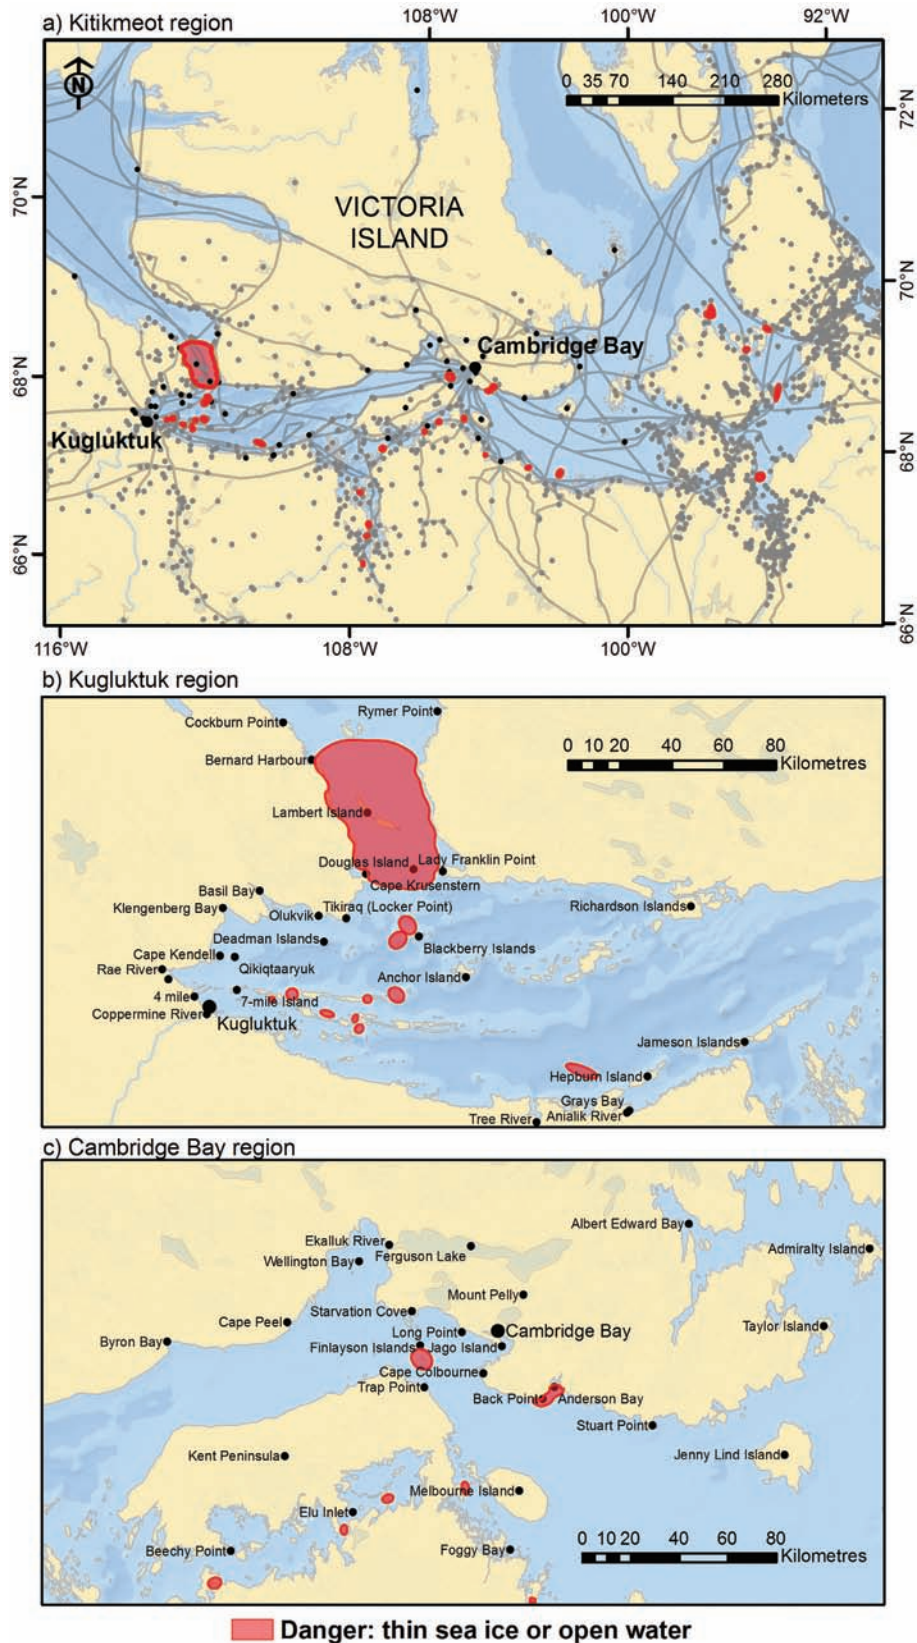 a) Kitikmeot region
108°W 100°W 92°W
N
0 35 70 140 210 280
Kilometers
72°N
70°N
VICTORIA
ISLAND
70°N
Cambridge Bay
68°N
Kugluktuk
68°N
66°N
66°N
116°W 108°W 100°W
b) Kugluktuk region
Rymer Point
Cockburn Point
0 10 20 40 60 80
Kilometres
Bernard Harbour
Lambert Island
Douglas Island Lady Franklin Point
Cape Krusenstern
Basil Bay
Klengenberg Bay
Tikiraq (Locker Point)
Richardson Islands
Olukvik
Deadman Islands
Blackberry Islands
Cape Kendell
Qikiqtaaryuk
Rae River
Anchor Island
4 mile
7-mile Island
Coppermine River
Kugluktuk
Jameson Islands
Hepburn Island
Grays Bay
Anialik River
Tree River
c) Cambridge Bay region
Albert Edward Bay
Ekalluk River
Ferguson Lake
Admiralty Island
Wellington Bay
Mount Pelly
Starvation Cove
Cape Peel
Taylor Island
Long Point
Cambridge Bay
Byron Bay
Finlayson Islands Jago Island
Cape Colbourne
Trap Point
Back Point Anderson Bay
Stuart Point
Kent Peninsula
Jenny Lind Island
Melbourne Island
Elu Inlet
Beechy Point
Foggy Bay
0 10 20 40 60 80
Kilometres
Danger: thin sea ice or open water